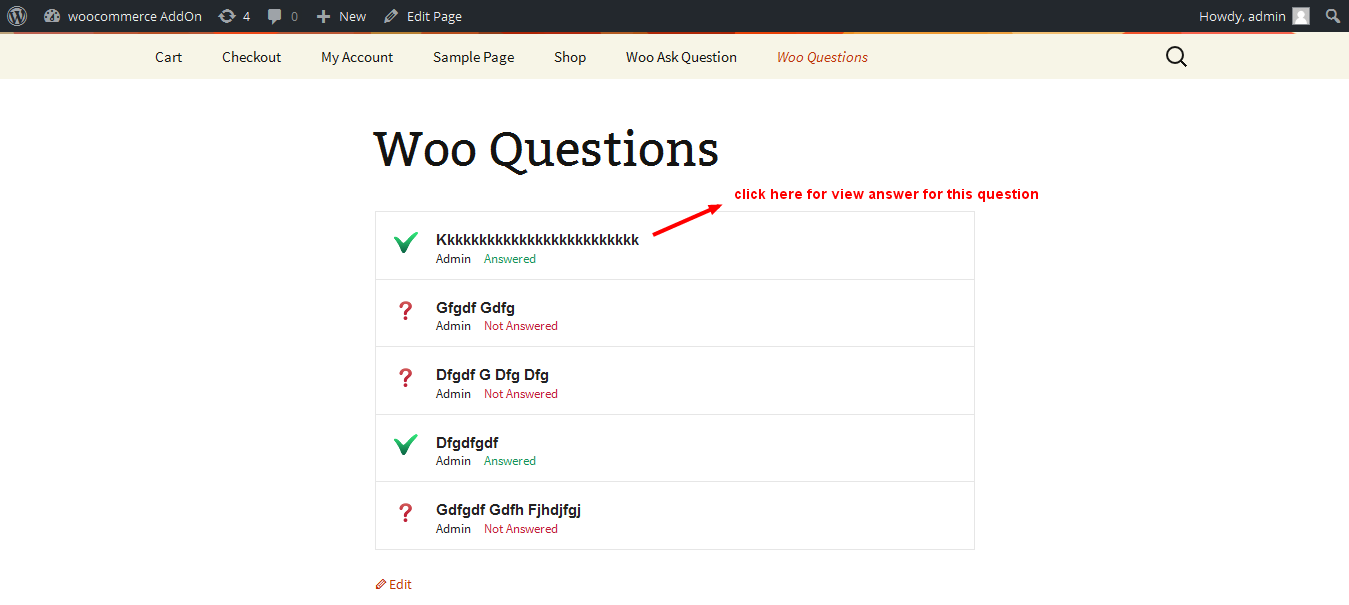 woocommerce AddOn 4 0 New Edit Page Howdy, admin
Cart Checkout My Account Sample Page Shop Woo Ask Question Woo Questions
Woo Questions
click here for view answer for this question
Kkkkkkkkkkkkkkkkkkkkkkkkk
Admin Answered
? Gfgdf Gdfg
Admin Not Answered
? Dfgdf G Dfg Dfg
Admin Not Answered
Dfgdfgdf
Admin Answered
? Gdfgdf Gdfh Fjhdjfgj
Admin Not Answered
Edit